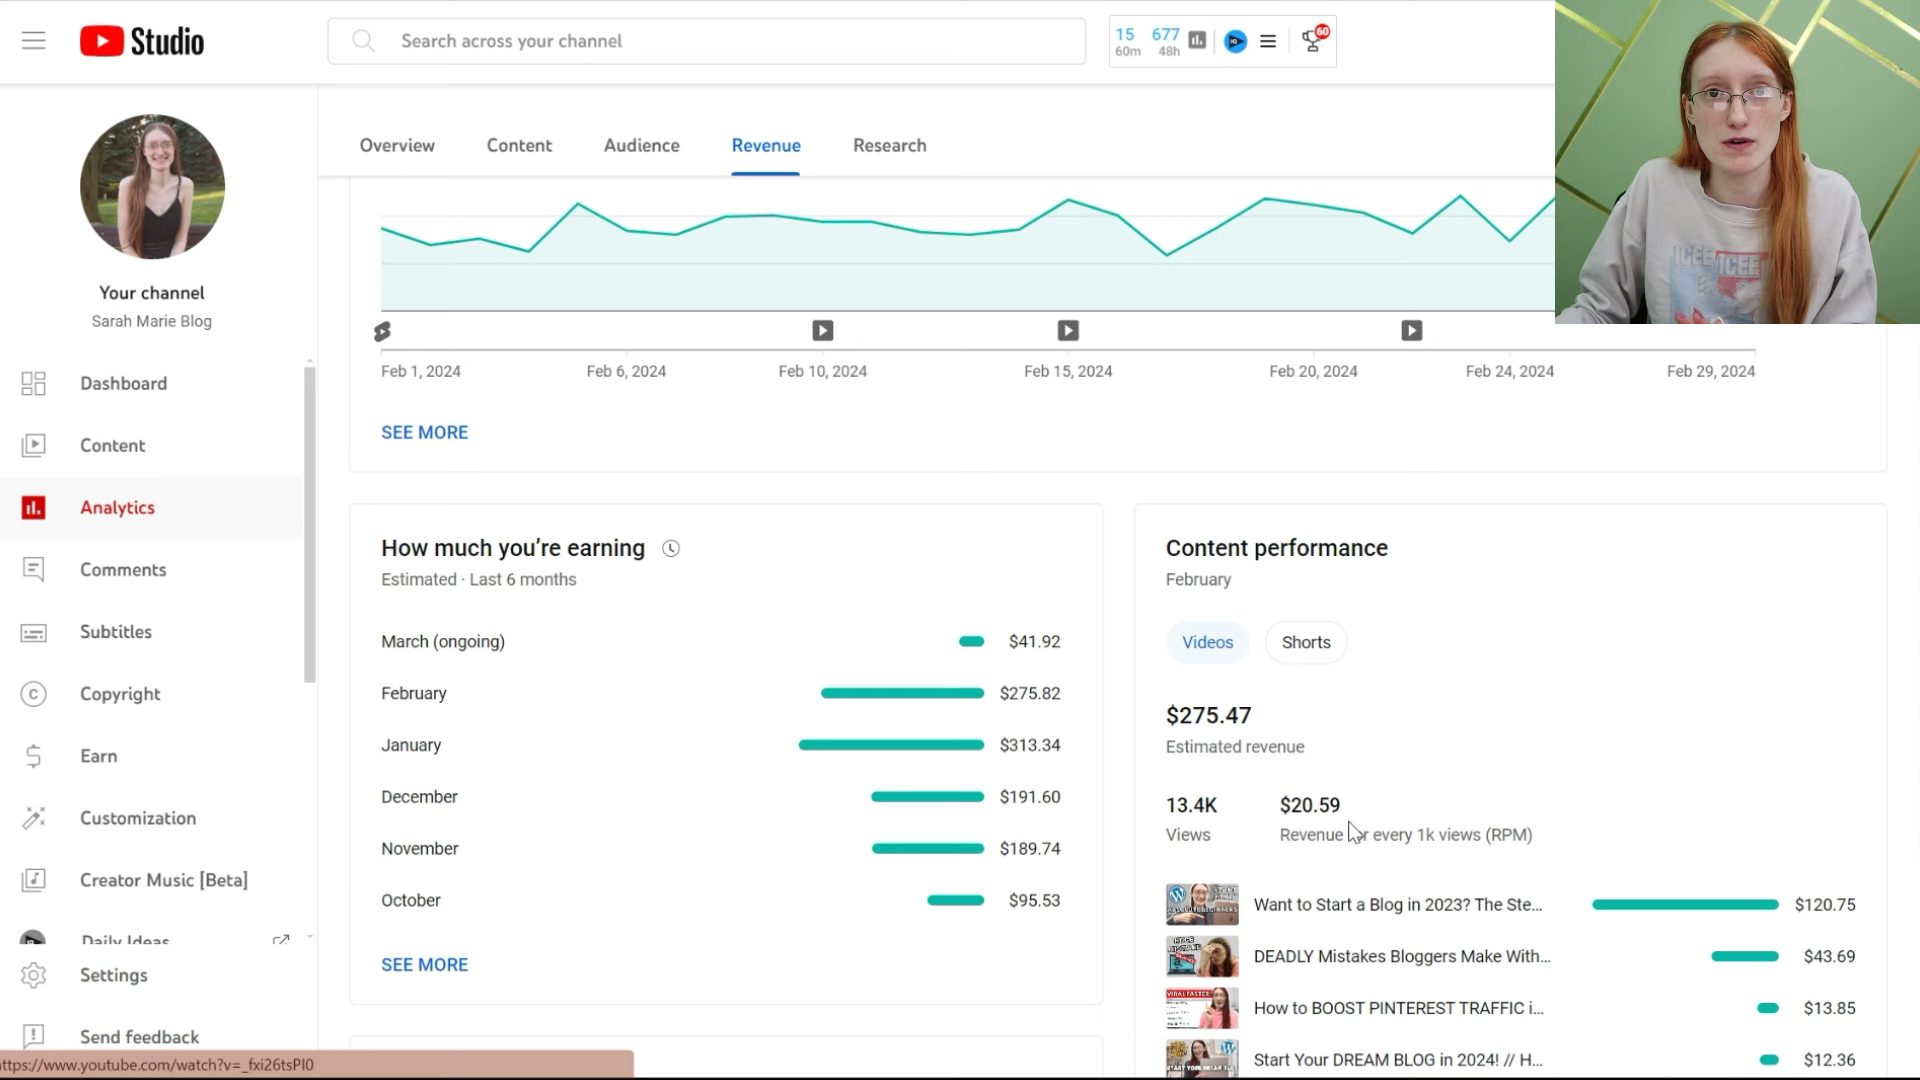 Studio
Search across your channel
15 677
60m 48h
60
Your channel
Sarah Marie Blog
Dashboard
Content
Analytics
Comments
Subtitles
Copyright
Earn
Customization
Creator Music [Beta]
Daily Ideas
Settings
Send feedback
ttps://www.youtube.com/watch?v=_fxi26tsPI0
Overview Content Audience Revenue Research
Feb 1, 2024 Feb 6, 2024 Feb 10, 2024 Feb 15, 2024 Feb 20, 2024 Feb 24, 2024 Feb 29, 2024
SEE MORE
How much you’re earning
Estimated · Last 6 months
March (ongoing) $41.92
February $275.82
January $313.34
December $191.60
November $189.74
October $95.53
SEE MORE
Content performance
February
Videos Shorts
$275.47
Estimated revenue
13.4K $20.59
Views Revenue every 1k views (RPM)
Want to Start a Blog in 2023? The Ste... $120.75
DEADLY Mistakes Bloggers Make With... $43.69
How to BOOST PINTEREST TRAFFIC i... $13.85
Start Your DREAM BLOG in 2024! // H... $12.36
ICEE ICEE